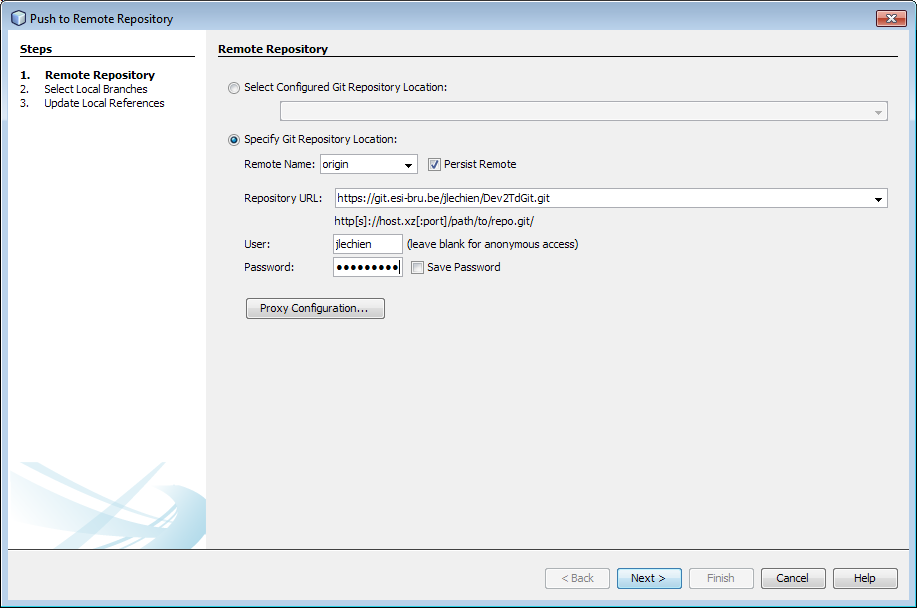 Push to Remote Repository
Steps
1. Remote Repository
2. Select Local Branches
3. Update Local References
Remote Repository
Select Configured Git Repository Location:
Specify Git Repository Location:
Remote Name: origin Persist Remote
Repository URL: https://git.esi-bru.be/jlechien/Dev2TdGit.git
http[s]://host.xz[:port]/path/to/repo.git/
User: jlechien (leave blank for anonymous access)
Password: ●●●●●●●●● Save Password
Proxy Configuration...
< Back Next > Finish Cancel Help